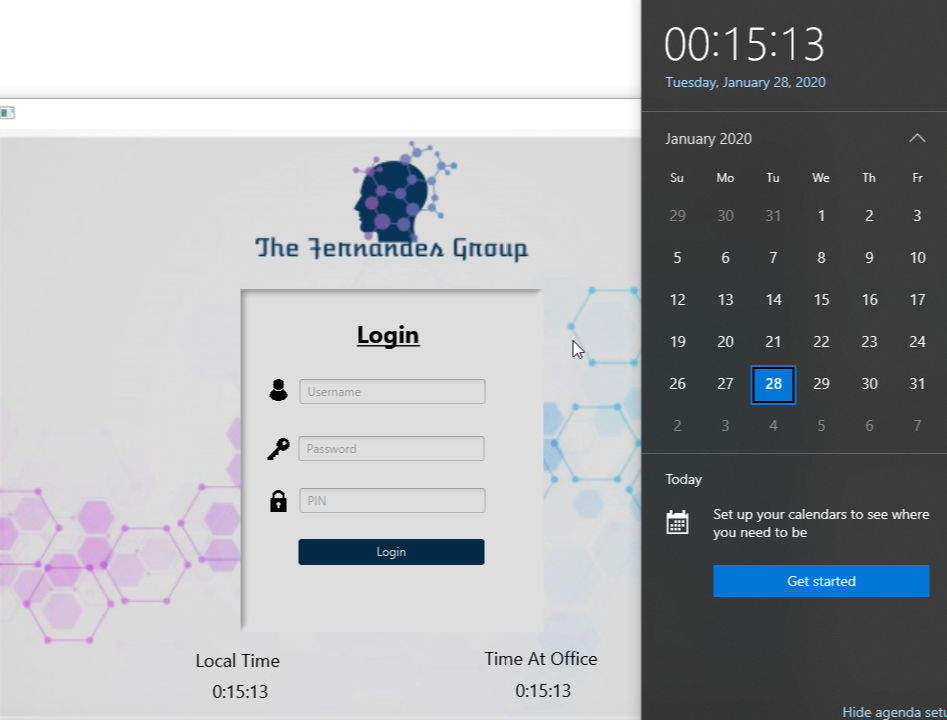 00:15:13
Tuesday, January 28, 2020
January 2020
Su Mo Tu We Th Fr
29 30 31 1 2 3
5 6 7 8 9 10
12 13 14 15 16 17
19 20 21 22 23 24
26 27 28 29 30 31
2 3 4 5 6 7
Today
Set up your calendars to see where
you need to be
Get started
Hide agenda setu
The Fernandes Group
Login
Username
Password
PIN
Login
Local Time
0:15:13
Time At Office
0:15:13